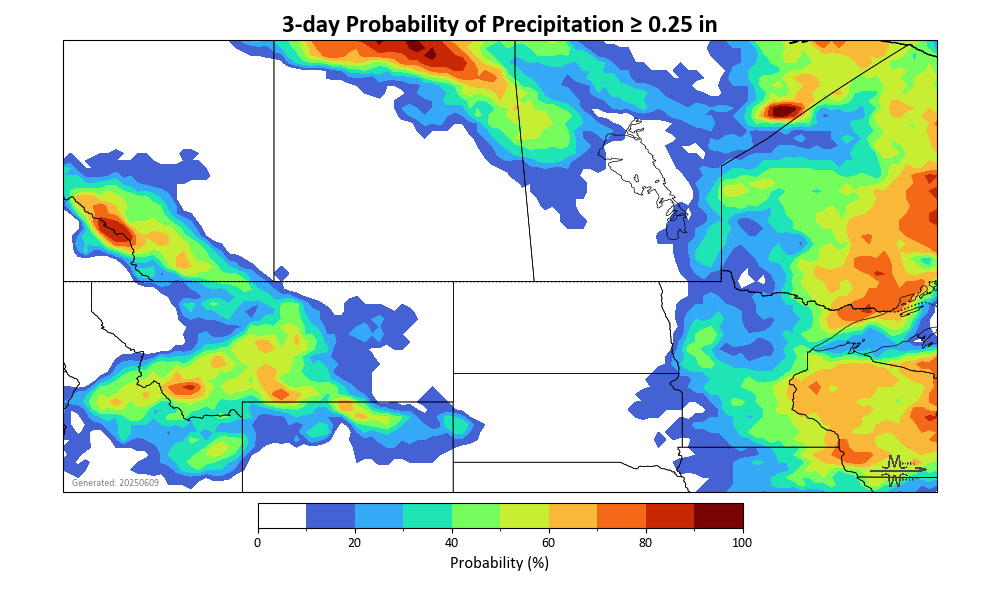 3-day Probability of Precipitation ≥ 0.25 in
Generated: 20250609
0 20 40 60 80 100
Probability (%)